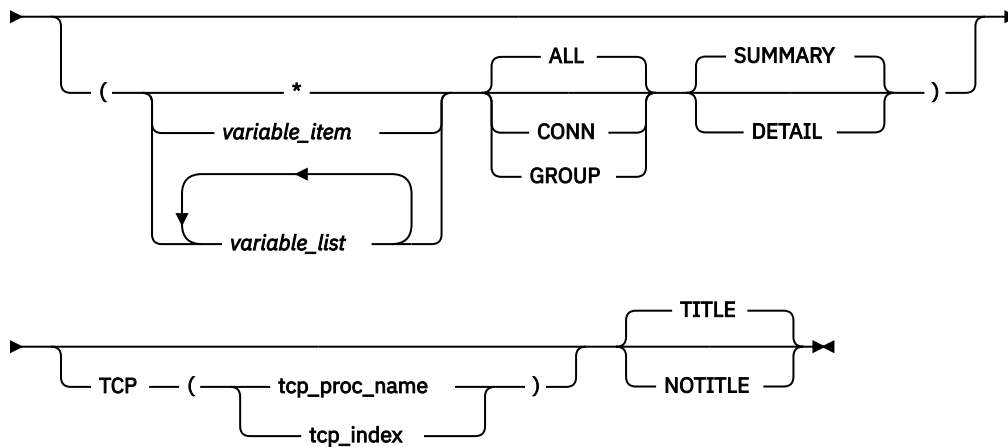 ALL SUMMARY
( * )
variable_item CONN DETAIL
GROUP
variable_list
TITLE
TCP ( tcp_proc_name ) NOTITLE
tcp_index